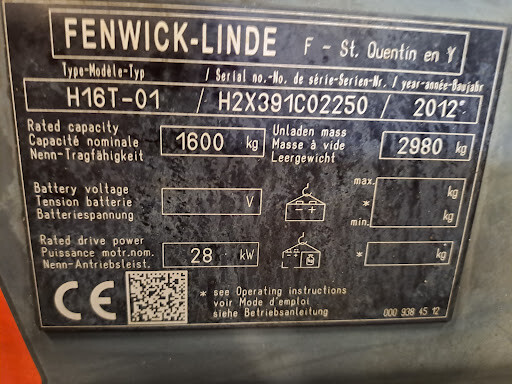 FENWICK-LINDE F - St. Quentin en Y
Type-Modèle-Typ / Serial no.-No. de série-Serien-Nr. / year-année-Baujahr
H16T-01 / H2X391C02250 / 2012
Rated capacity
Capacité nominale
Nenn-Tragfähigkeit
1600 kg
Unladen mass
Masse à vide
Leergewicht
2980 kg
Battery voltage
Tension batterie
Batteriespannung
V
max. kg
*
min. kg
Rated drive power
Puissance motr.nom.
Nenn-Antriebsleist.
28 kW
* kg
CE
* see Operating instructions
voir Mode d'emploi
siehe Betriebsanleitung
000 938 45 12